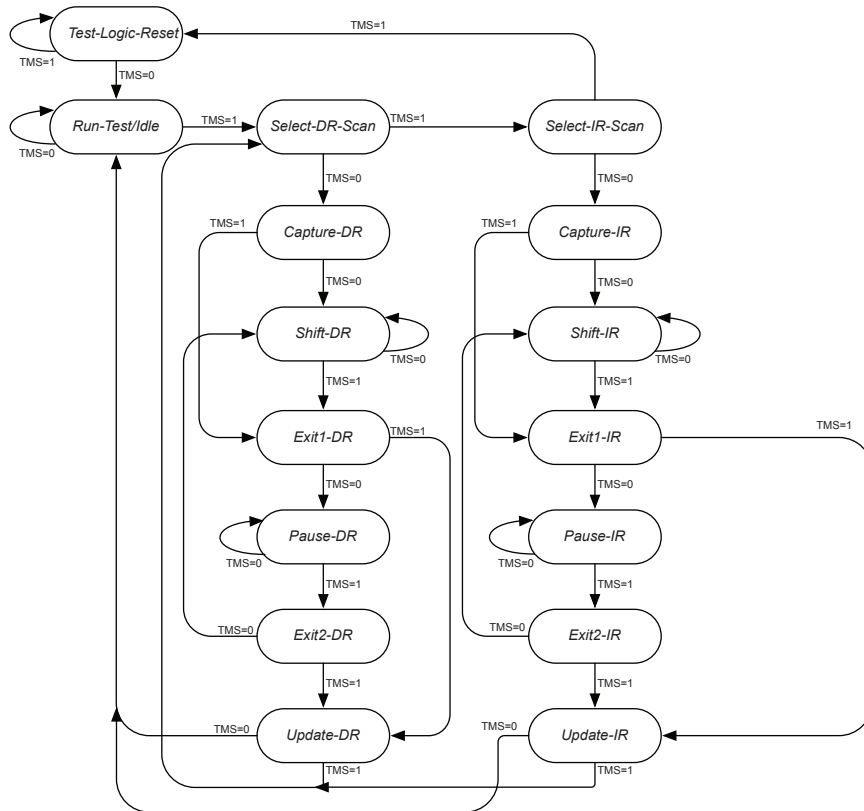 TMS=1
Test-Logic-Reset
TMS=1
TMS=0
Run-Test/Idle
TMS=1
Select-DR-Scan
TMS=1
Select-IR-Scan
TMS=0
TMS=0
TMS=0
TMS=1
Capture-DR
TMS=1
Capture-IR
TMS=0
TMS=0
Shift-DR
Shift-IR
TMS=0
TMS=0
TMS=1
TMS=1
Exit1-DR
TMS=1
Exit1-IR
TMS=1
TMS=0
TMS=0
Pause-DR
Pause-IR
TMS=0
TMS=0
TMS=1
TMS=1
TMS=0
Exit2-DR
TMS=0
Exit2-IR
TMS=1
TMS=1
TMS=0
Update-DR
TMS=0
Update-IR
TMS=1
TMS=1